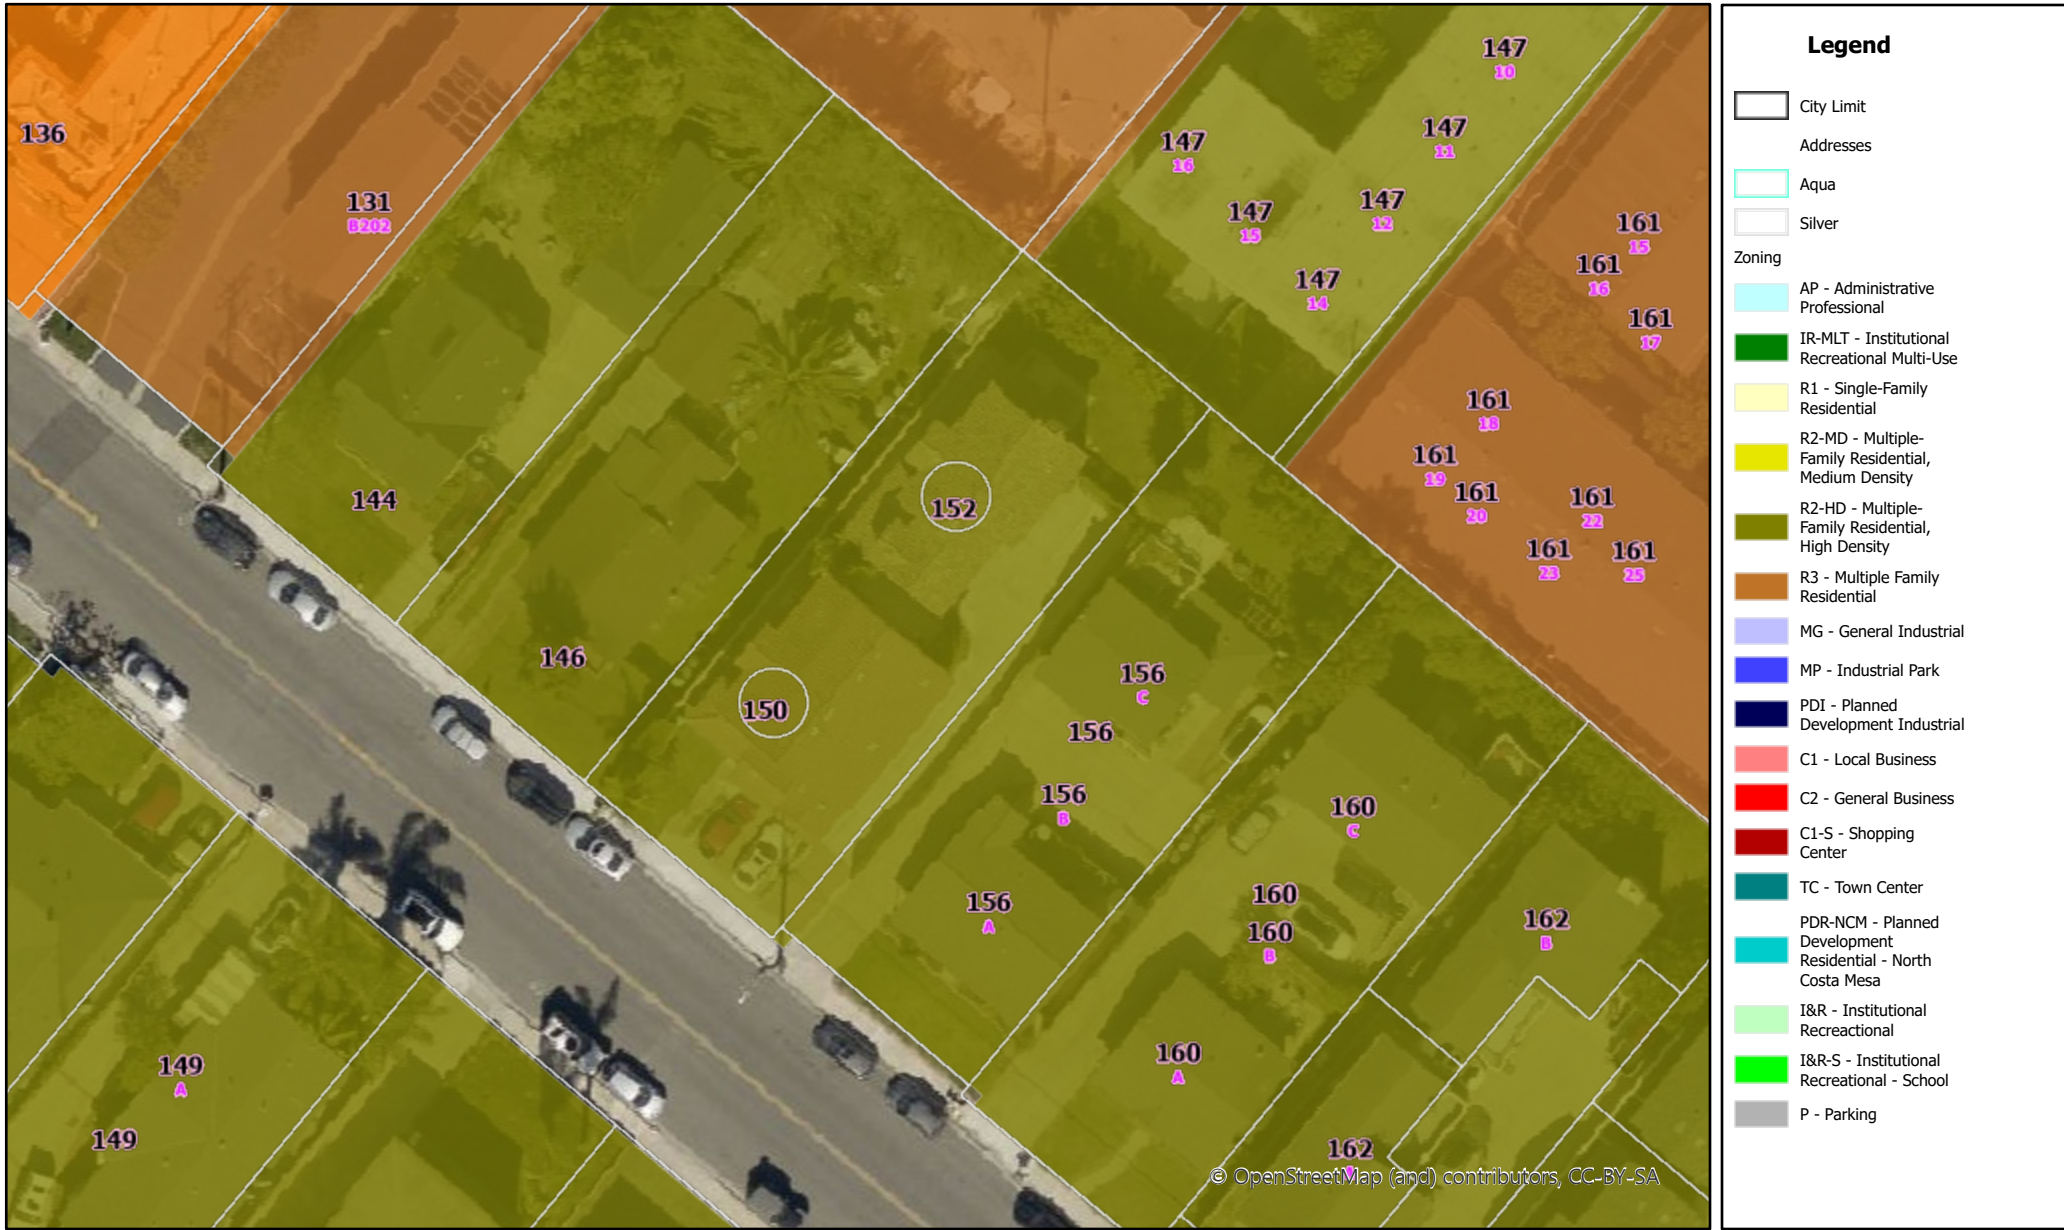 147
10
136
147
11
147
16
131
B202
147
12
147
15
161
15
161
16
147
14
161
17
161
18
161
19
161
20
161
22
144
152
161
23
161
25
146
156
C
150
156
156
B
160
C
156
A
160
162
B
160
B
160
A
149
A
149
162
© OpenStreetMap (and) contributors, CC-BY-SA
Legend
City Limit
Addresses
Aqua
Silver
Zoning
AP - Administrative
Professional
IR-MLT - Institutional
Recreational Multi-Use
R1 - Single-Family
Residential
R2-MD - Multiple-
Family Residential,
Medium Density
R2-HD - Multiple-
Family Residential,
High Density
R3 - Multiple Family
Residential
MG - General Industrial
MP - Industrial Park
PDI - Planned
Development Industrial
C1 - Local Business
C2 - General Business
C1-S - Shopping
Center
TC - Town Center
PDR-NCM - Planned
Development
Residential - North
Costa Mesa
I&R - Institutional
Recreactional
I&R-S - Institutional
Recreational - School
P - Parking